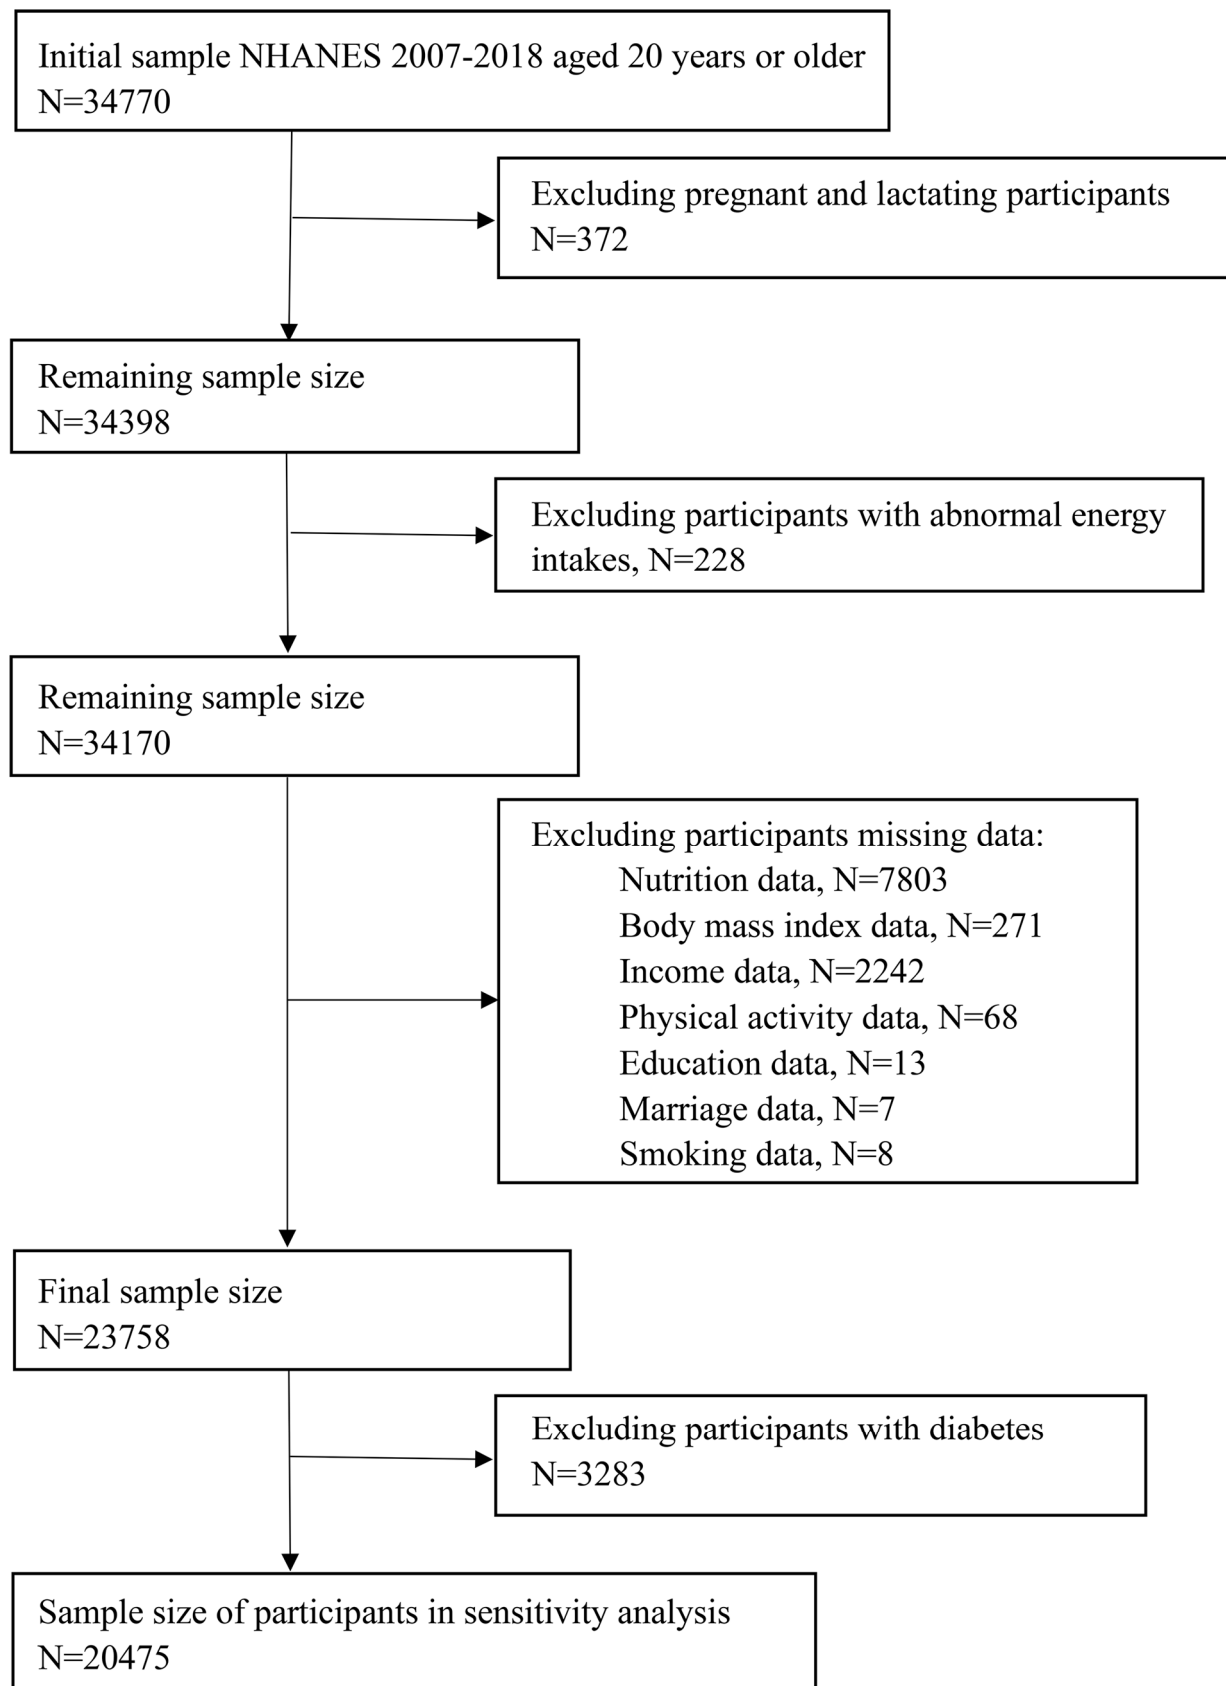 Initial sample NHANES 2007-2018 aged 20 years or older
N=34770
Excluding pregnant and lactating participants
N=372
Remaining sample size
N=34398
Excluding participants with abnormal energy
intakes, N=228
Remaining sample size
N=34170
Excluding participants missing data:
Nutrition data, N=7803
Body mass index data, N=271
Income data, N=2242
Physical activity data, N=68
Education data, N=13
Marriage data, N=7
Smoking data, N=8
Final sample size
N=23758
Excluding participants with diabetes
N=3283
Sample size of participants in sensitivity analysis
N=20475